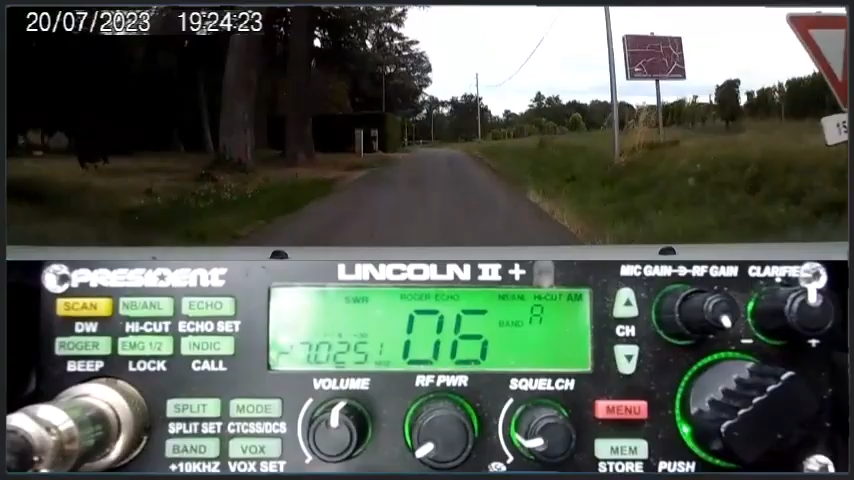 20/07/2023 19:24:23
PRESIDENT LINCOLN II +
MIC GAIN RF GAIN CLARIFIER
SCAN NB/ANL ECHO
DW HI-CUT ECHO SET
ROGER EMG 1/2 INDIC
BEEP LOCK CALL
SWR ROGER ECHO NB/ANL HI-CUT AM
06 BAND A
CH
VOLUME RF PWR SQUELCH
SPLIT MODE
SPLIT SET CTCSS/DCS
BAND VOX
+10KHZ VOX SET
MENU
MEM
STORE PUSH